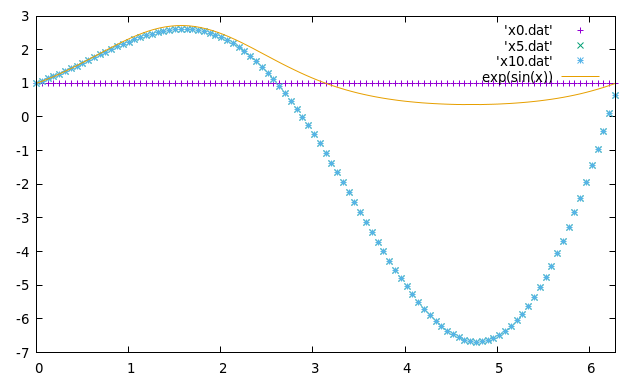 'x0.dat'
'x5.dat'
'x10.dat'
exp(sin(x))
3
2
1
0
-1
-2
-3
-4
-5
-6
-7
0 1 2 3 4 5 6